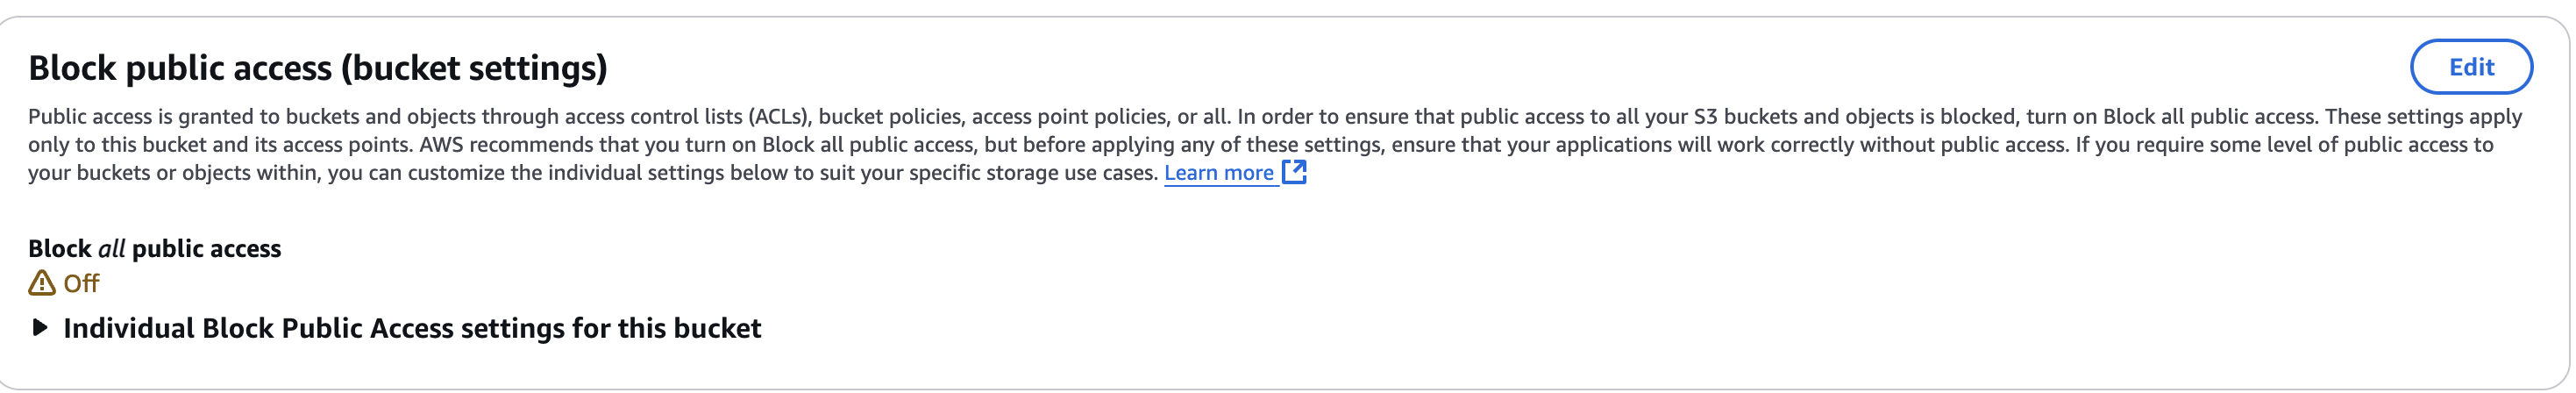 Block public access (bucket settings)
Edit
Public access is granted to buckets and objects through access control lists (ACLs), bucket policies, access point policies, or all. In order to ensure that public access to all your S3 buckets and objects is blocked, turn on Block all public access. These settings apply
only to this bucket and its access points. AWS recommends that you turn on Block all public access, but before applying any of these settings, ensure that your applications will work correctly without public access. If you require some level of public access to
your buckets or objects within, you can customize the individual settings below to suit your specific storage use cases. Learn more
Block all public access
Off
Individual Block Public Access settings for this bucket